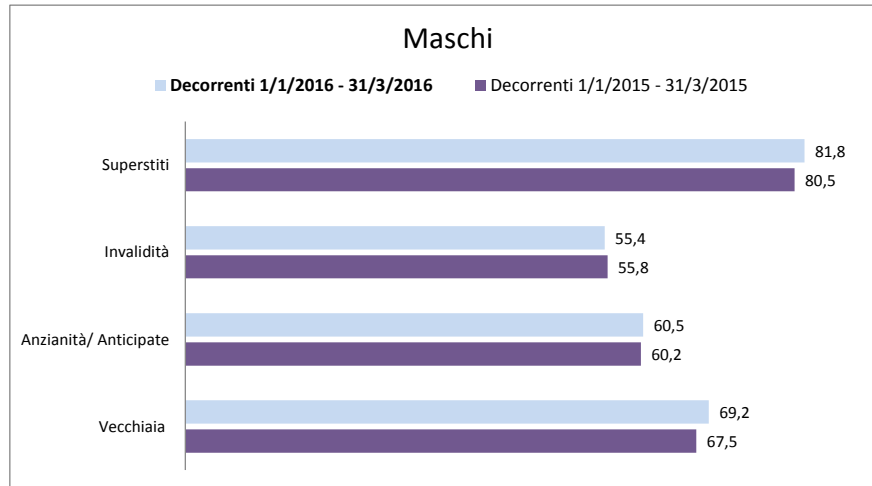 Maschi
Decorrenti 1/1/2016 - 31/3/2016 Decorrenti 1/1/2015 - 31/3/2015
Superstiti
81,8
80,5
Invalidità
55,4
55,8
Anzianità/ Anticipate
60,5
60,2
Vecchiaia
69,2
67,5